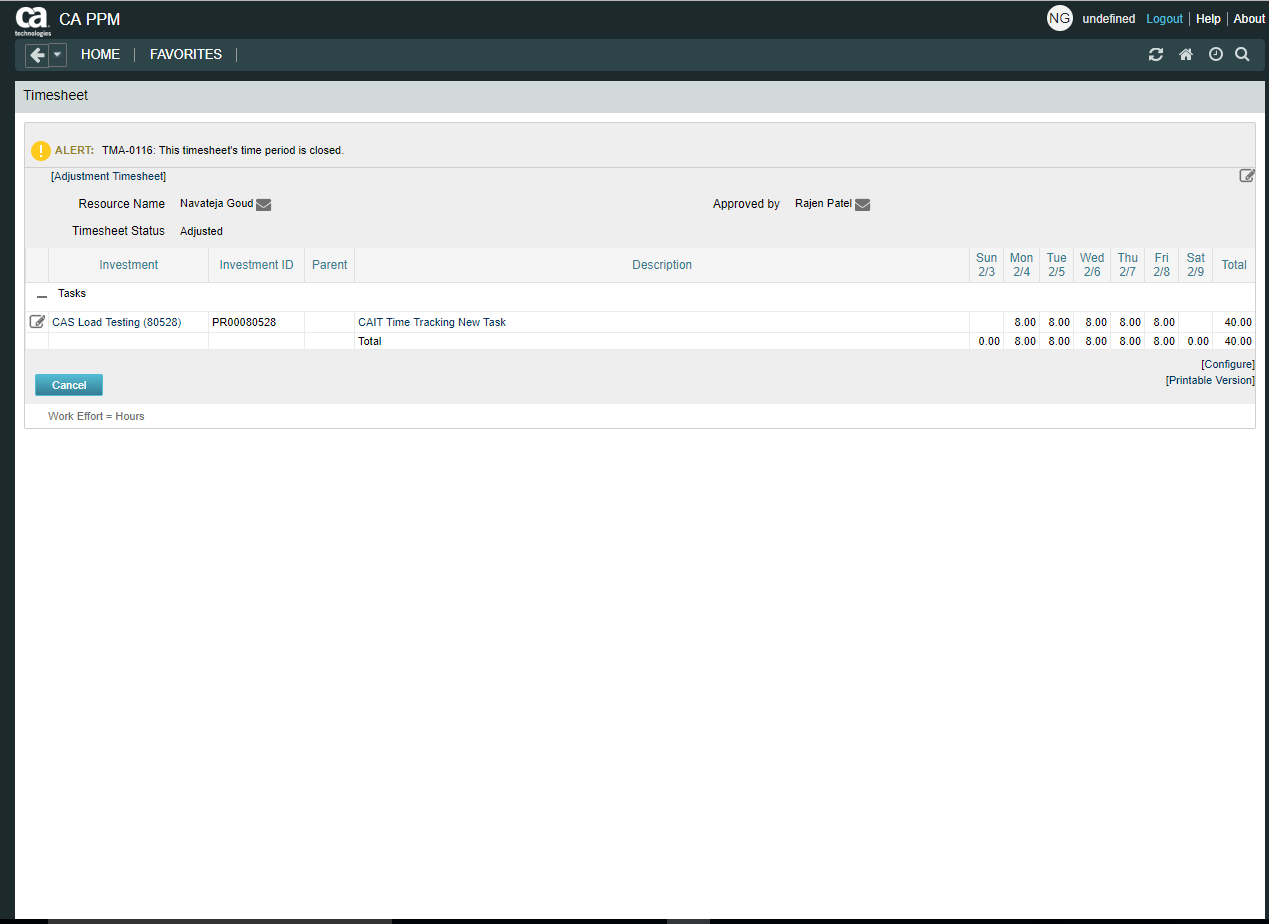 ca
technologies
CA PPM
NG undefined Logout Help About
HOME FAVORITES
Timesheet
ALERT: TMA-0116: This timesheet's time period is closed.
[Adjustment Timesheet]
Resource Name Navateja Goud Approved by Rajen Patel
Timesheet Status Adjusted
Investment Investment ID Parent Description Sun 2/3 Mon 2/4 Tue 2/5 Wed 2/6 Thu 2/7 Fri 2/8 Sat 2/9 Total
Tasks
CAS Load Testing (80528) PR00080528 CAIT Time Tracking New Task 8.00 8.00 8.00 8.00 8.00 40.00
Total 0.00 8.00 8.00 8.00 8.00 8.00 0.00 40.00
[Configure]
[Printable Version]
Cancel
Work Effort = Hours